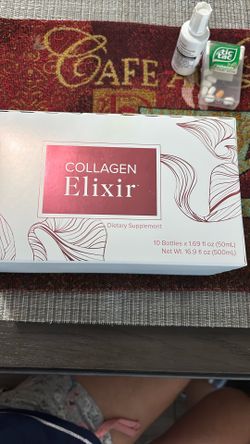 CAFE
TIC
TAC
COLLAGEN
Elixir
Dietary Supplement
10 Bottles x 1.69 fl oz (50mL)
Net Wt. 16.9 fl oz (500mL)